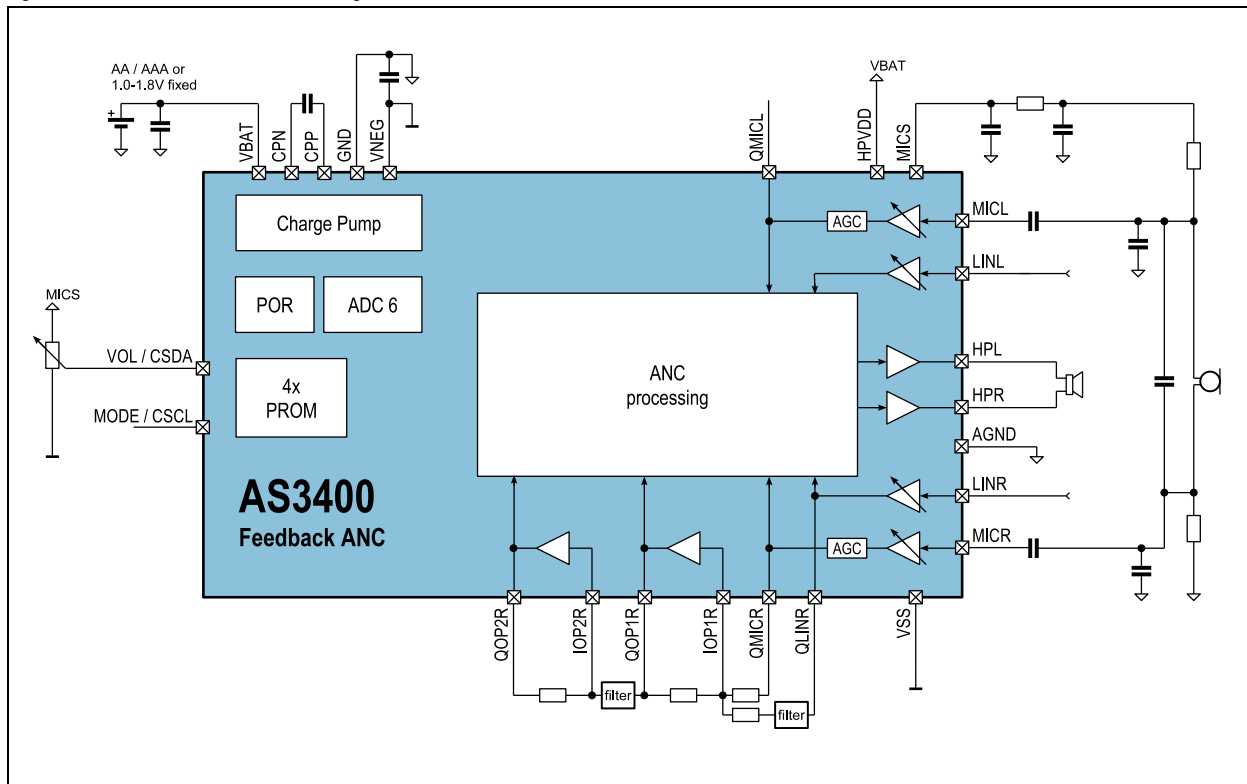 AA / AAA or
1.0-1.8V fixed
VBAT
CPN
CPP
GND
VNEG
QMICL
VBAT
HPVDD
MICS
Charge Pump
POR
ADC 6
4x
PROM
MICS
VOL / CSDA
MODE / CSCL
AGC
MICL
LINL
ANC
processing
HPL
HPR
AGND
LINR
AGC
MICR
AS3400
Feedback ANC
QOP2R
IOP2R
QOP1R
IOP1R
QMICR
QLINR
VSS
filter
filter